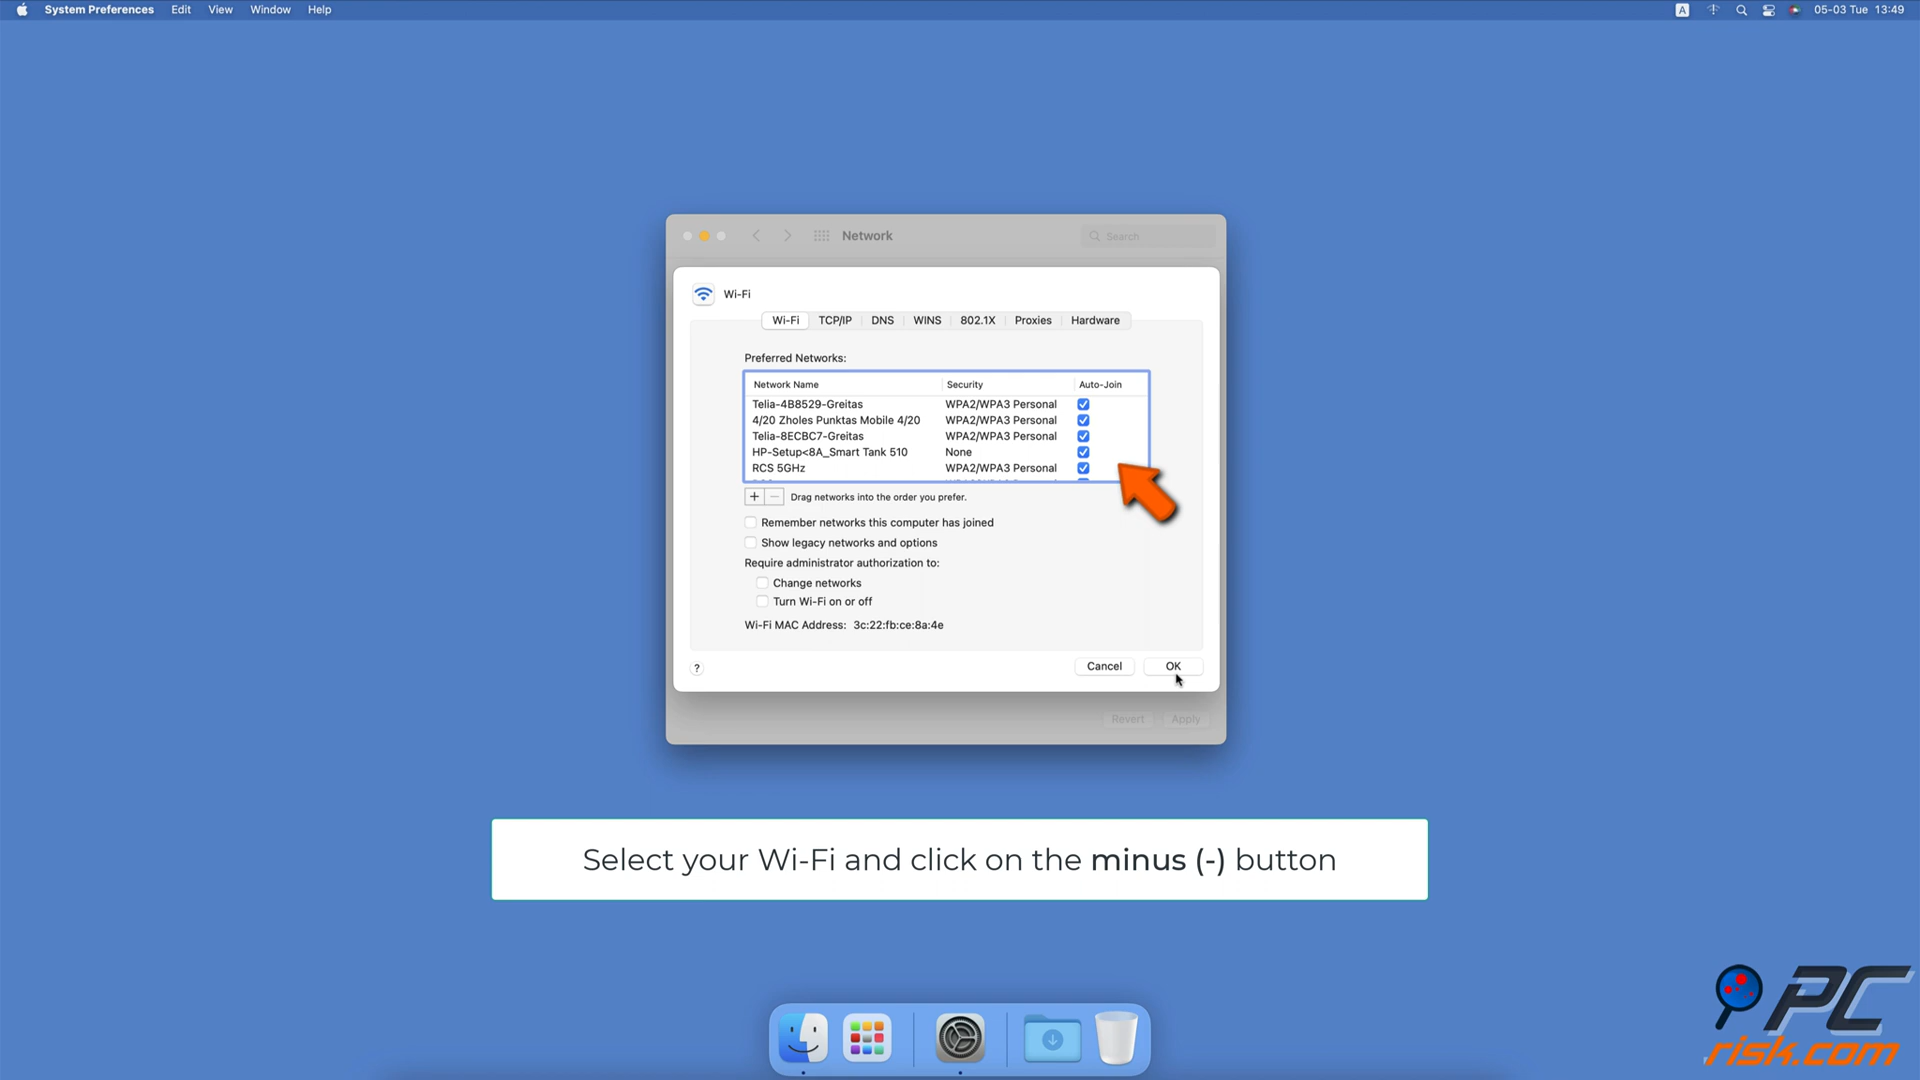 System Preferences Edit View Window Help
A 05-03 Tue 13:49
Network
Search
Wi-Fi
Wi-Fi TCP/IP DNS WINS 802.1X Proxies Hardware
Preferred Networks:
Network Name Security Auto-Join
Telia-4B8529-Greitas WPA2/WPA3 Personal
4/20 Zholes Punktas Mobile 4/20 WPA2/WPA3 Personal
Telia-8ECBC7-Greitas WPA2/WPA3 Personal
HP-Setup<8A_Smart Tank 510 None
RCS 5GHz WPA2/WPA3 Personal
+ − Drag networks into the order you prefer.
Remember networks this computer has joined
Show legacy networks and options
Require administrator authorization to:
Change networks
Turn Wi-Fi on or off
Wi-Fi MAC Address: 3c:22:fb:ce:8a:4e
? Cancel OK
Revert Apply
Select your Wi-Fi and click on the minus (-) button
PC
risk.com